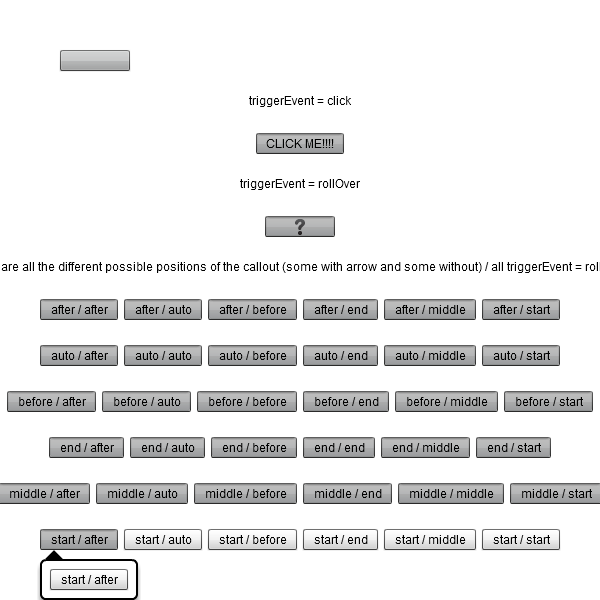 triggerEvent = click
CLICK ME!!!!
triggerEvent = rollOver
?
are all the different possible positions of the callout (some with arrow and some without) / all triggerEvent = roll
after / after after / auto after / before after / end after / middle after / start
auto / after auto / auto auto / before auto / end auto / middle auto / start
before / after before / auto before / before before / end before / middle before / start
end / after end / auto end / before end / end end / middle end / start
middle / after middle / auto middle / before middle / end middle / middle middle / start
start / after start / auto start / before start / end start / middle start / start
start / after